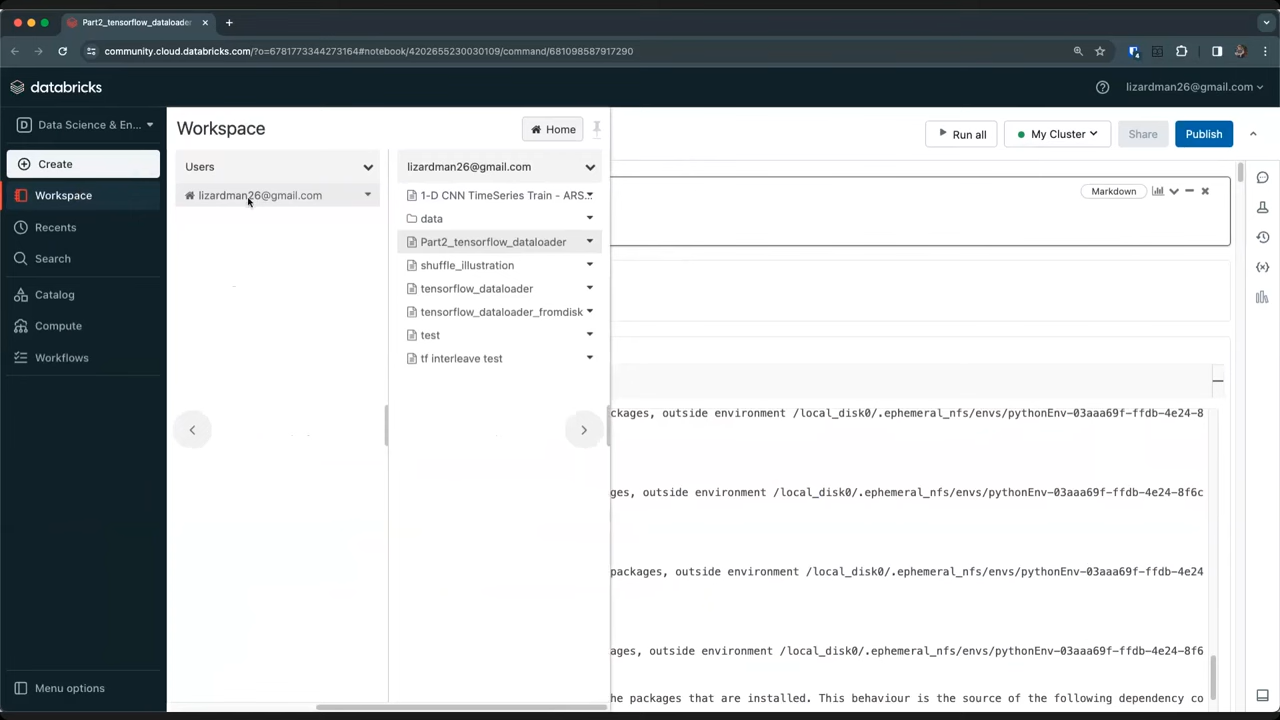 Part2_tensorflow_dataloader
community.cloud.databricks.com/?o=6781773344273164#notebook/4202655230030109/command/681098587917290
databricks
lizardman26@gmail.com
Data Science & En...
Create
Workspace
Recents
Search
Catalog
Compute
Workflows
Menu options
Workspace
Home
Users
lizardman26@gmail.com
lizardman26@gmail.com
1-D CNN TimeSeries Train - ARS...
data
Part2_tensorflow_dataloader
shuffle_illustration
tensorflow_dataloader
tensorflow_dataloader_fromdisk
test
tf interleave test
Run all
My Cluster
Share
Publish
Markdown
ckages, outside environment /local_disk0/.ephemeral_nfs/envs/pythonEnv-03aaa69f-ffdb-4e24-8
ges, outside environment /local_disk0/.ephemeral_nfs/envs/pythonEnv-03aaa69f-ffdb-4e24-8f6c
packages, outside environment /local_disk0/.ephemeral_nfs/envs/pythonEnv-03aaa69f-ffdb-4e24
ages, outside environment /local_disk0/.ephemeral_nfs/envs/pythonEnv-03aaa69f-ffdb-4e24-8f6
he packages that are installed. This behaviour is the source of the following dependency co